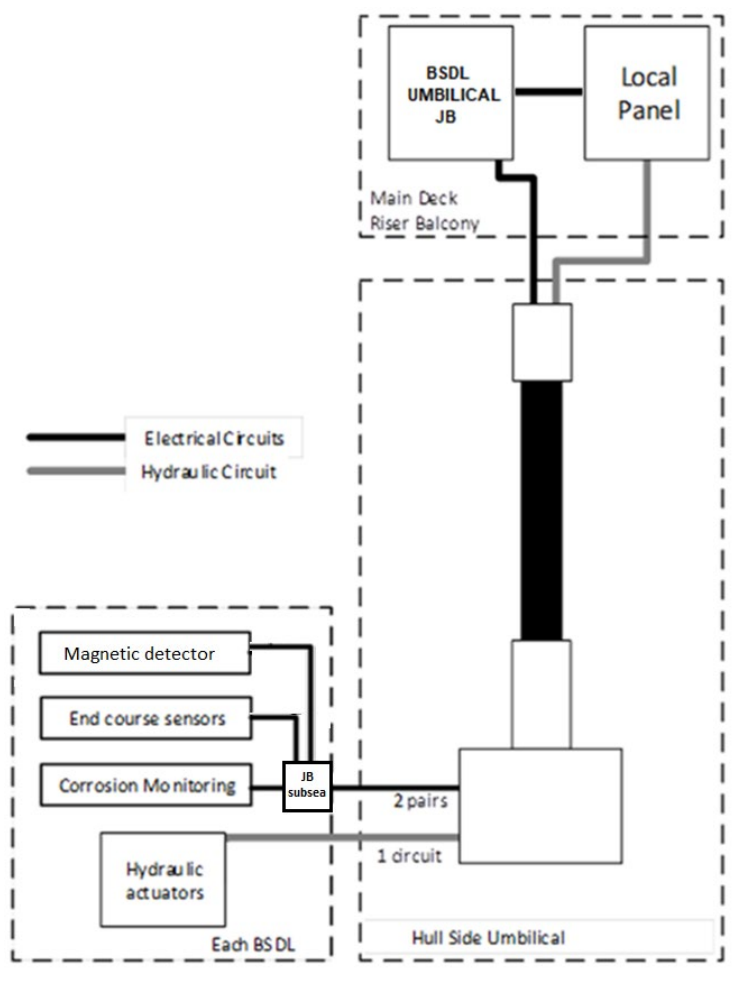 BSDL
UMBILICAL
JB
Local
Panel
Main Deck
Riser Balcony
Electrical Circuits
Hydraulic Circuit
Magnetic detector
End course sensors
Corrosion Monitoring
JB
subsea
2 pairs
1 circuit
Hydraulic
actuators
Each BSDL
Hull Side Umbilical